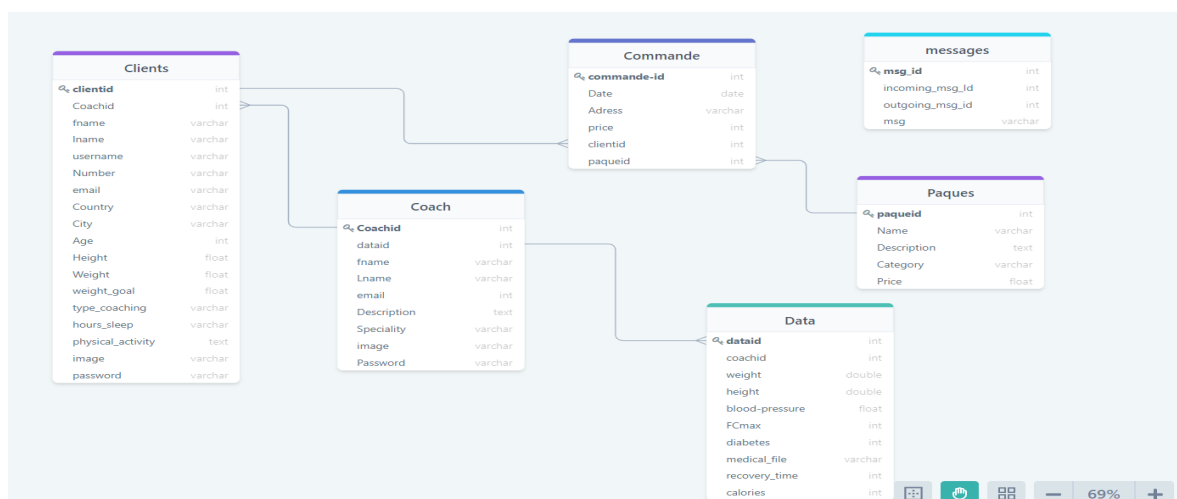 Clients
clientid int
Coachid int
fname varchar
lname varchar
username varchar
Number varchar
email varchar
Country varchar
City varchar
Age int
Height float
Weight float
weight_goal float
type_coaching varchar
hours_sleep varchar
physical_activity text
image varchar
password varchar
Coach
Coachid int
dataid int
fname varchar
Lname varchar
email int
Description text
Speciality varchar
image varchar
Password varchar
Commande
commande-id int
Date date
Adress varchar
price int
clientid int
paqueid int
messages
msg_id int
incoming_msg_Id int
outgoing_msg_id int
msg varchar
Paques
paqueid int
Name varchar
Description text
Category varchar
Price float
Data
dataid int
coachid int
weight double
height double
blood-pressure float
FCmax int
diabetes int
medical_file varchar
recovery_time int
calories int
69%